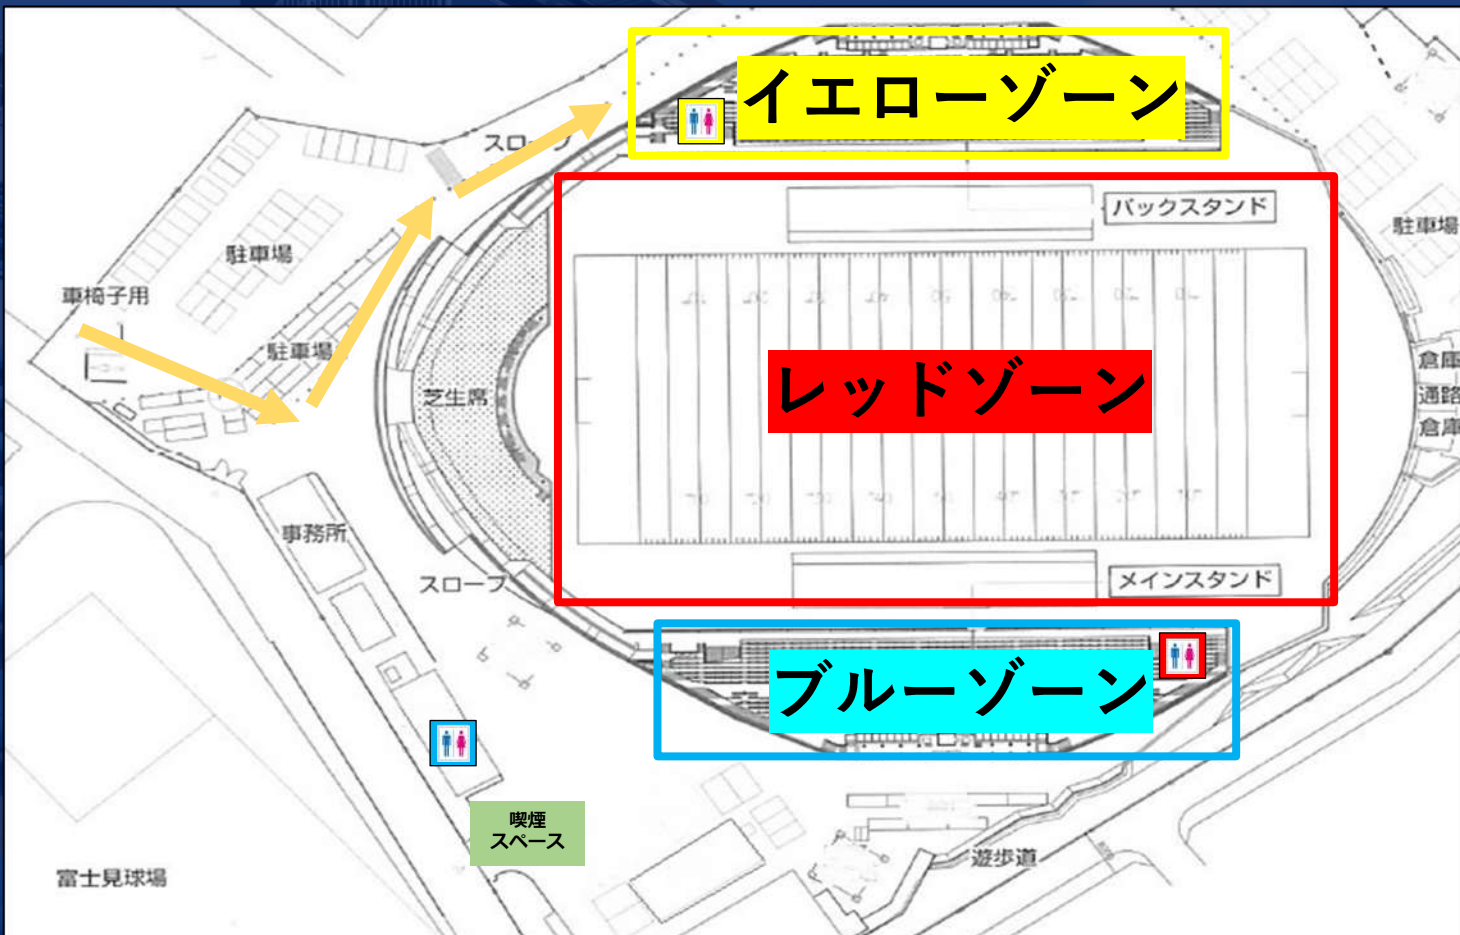 イエローゾーン
スロープ
バックスタンド
駐車場
駐車場
車椅子用
駐車場
レッドゾーン
芝生席
倉庫
通路
倉庫
事務所
スロープ
メインスタンド
ブルーゾーン
喫煙
スペース
遊歩道
富士見球場